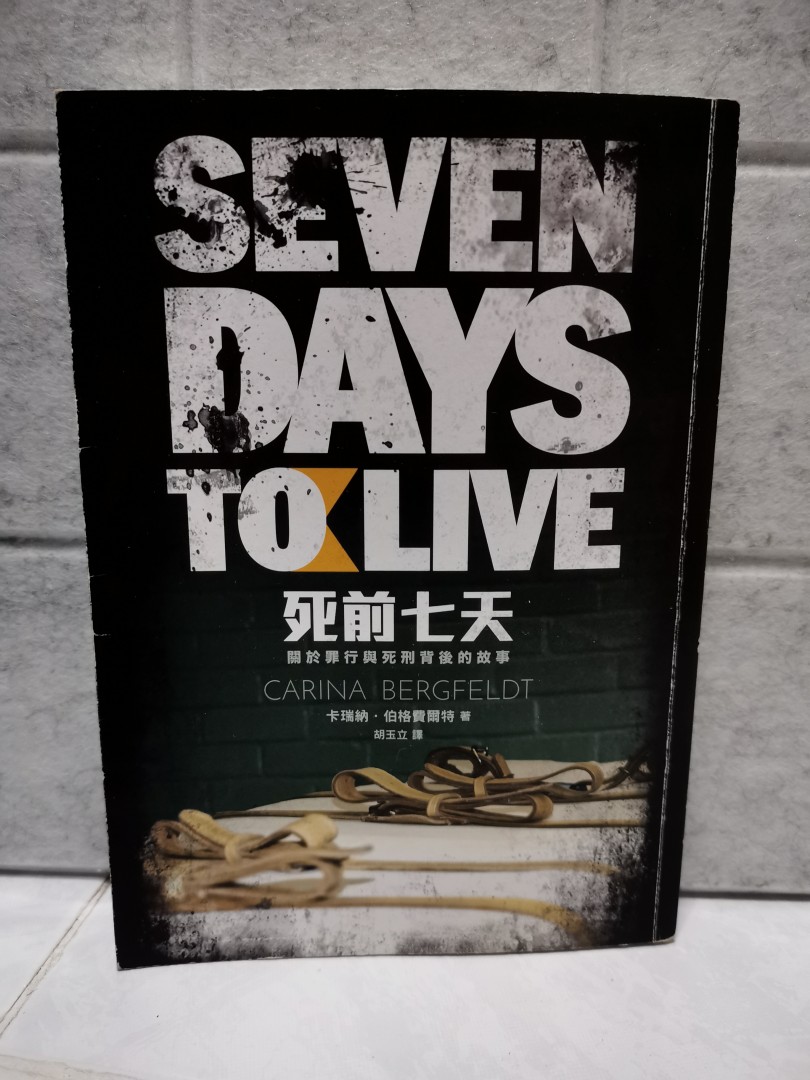 SEVEN
DAYS
TO LIVE
死前七天
關於罪行與死刑背後的故事
CARINA BERGFELDT
卡瑞納·伯格費爾特 著
胡玉立 譯